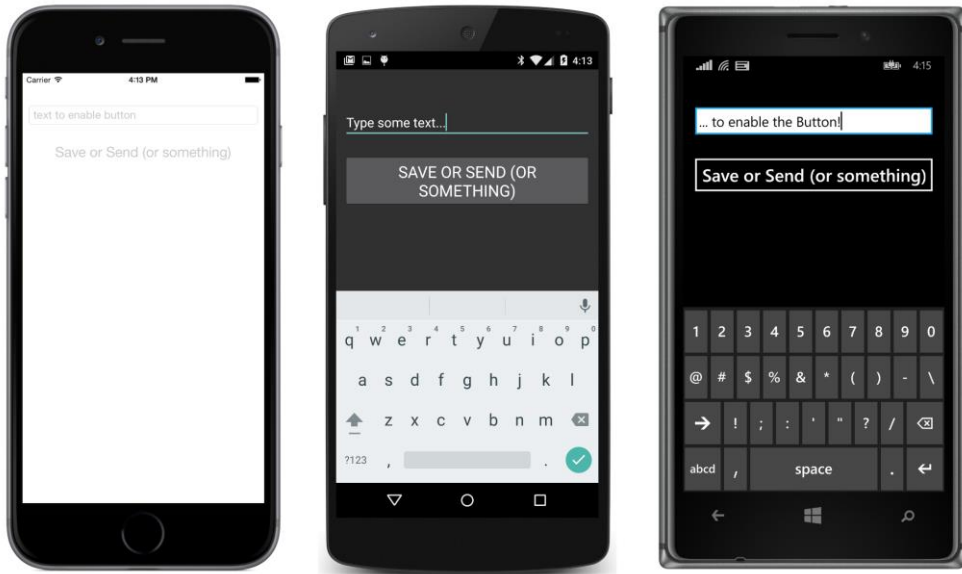 Carrier
4:13 PM
text to enable button
Save or Send (or something)
4:13
Type some text...
SAVE OR SEND (OR
SOMETHING)
1 2 3 4 5 6 7 8 9 0
q w e r t y u i o p
a s d f g h j k l
z x c v b n m
?123 , .
4:15
... to enable the Button!
Save or Send (or something)
1 2 3 4 5 6 7 8 9 0
@ # $ % & * ( ) - \
! ; : ' " ? /
abcd , space .